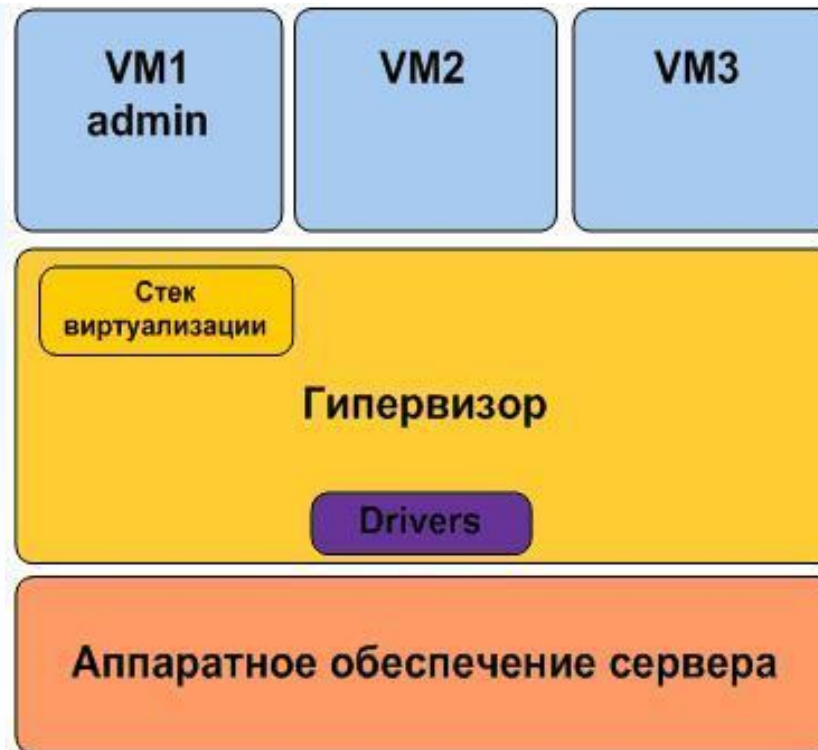 VM1
admin
VM2
VM3
Стек
виртуализации
Гипервизор
Drivers
Аппаратное обеспечение сервера